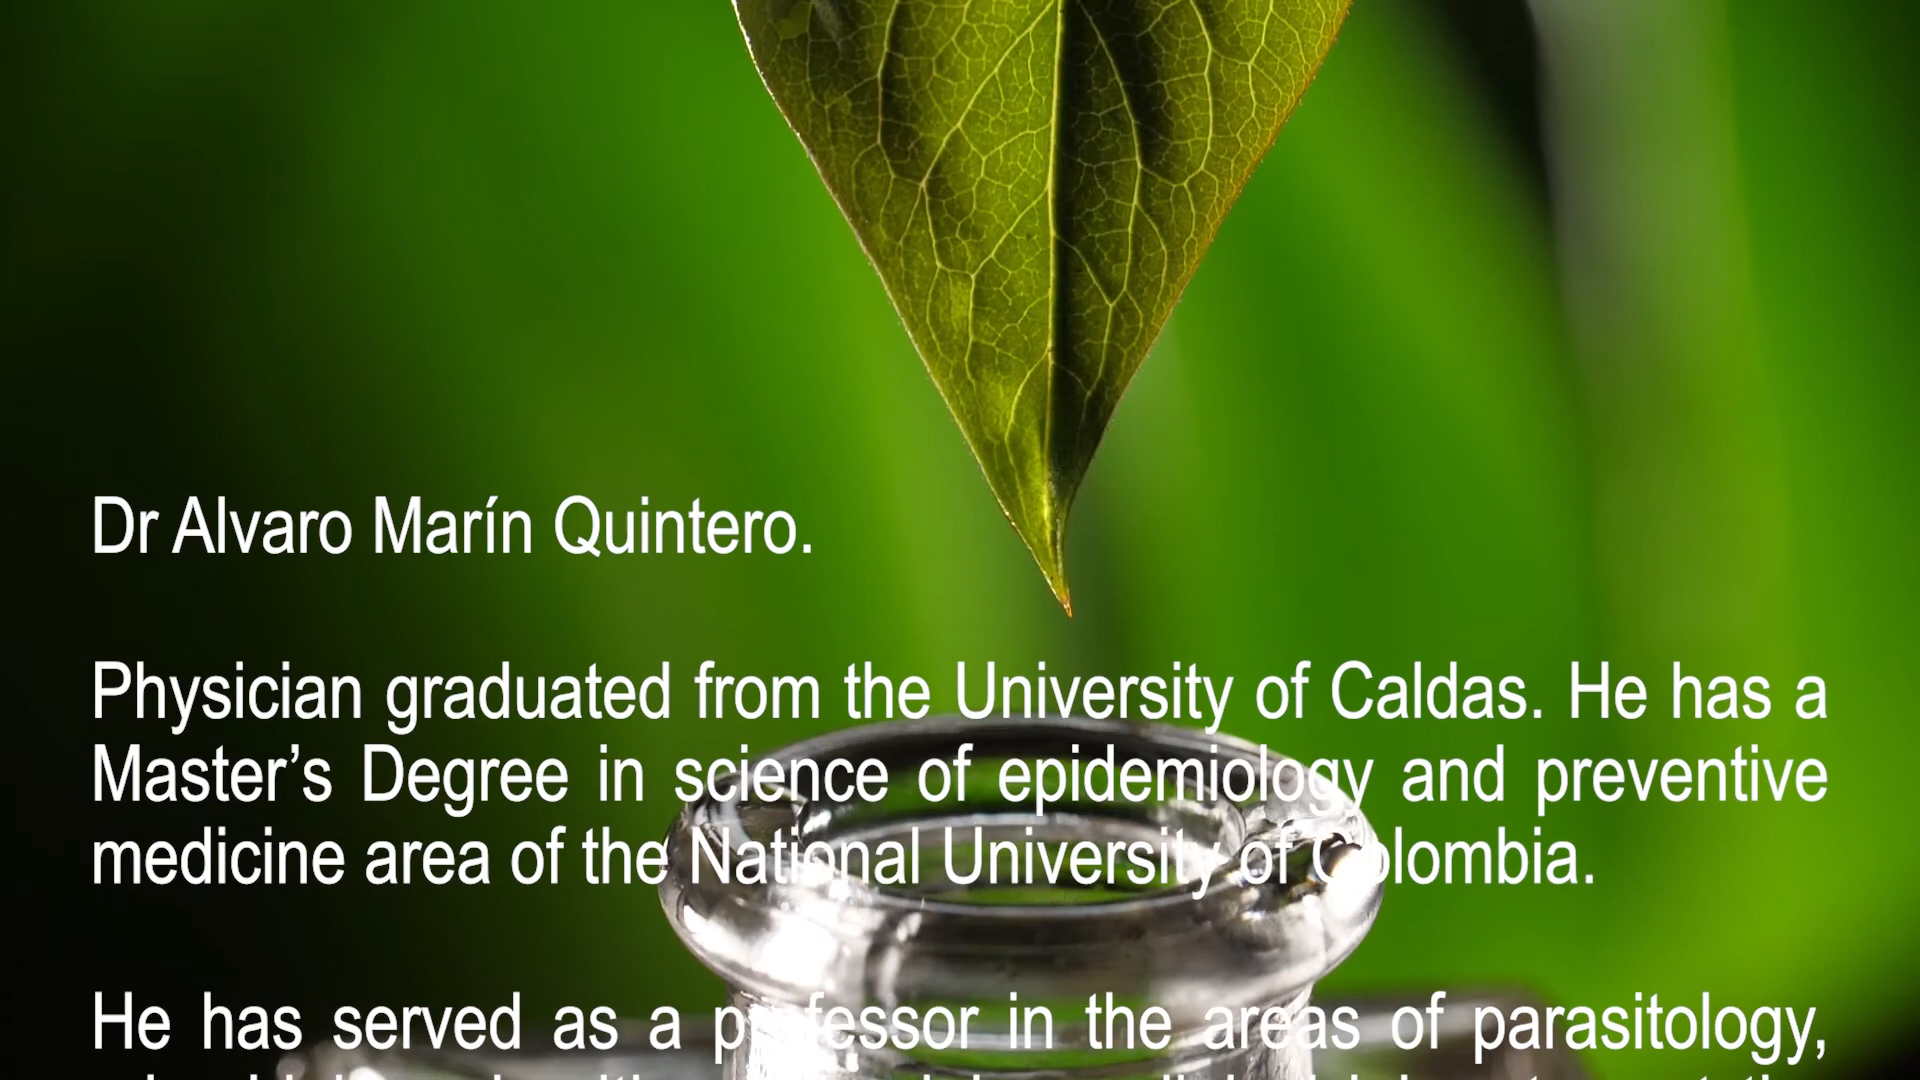 Dr Alvaro Marín Quintero.
Physician graduated from the University of Caldas. He has a
Master’s Degree in science of epidemiology and preventive
medicine area of the National University of Colombia.
He has served as a professor in the areas of parasitology,